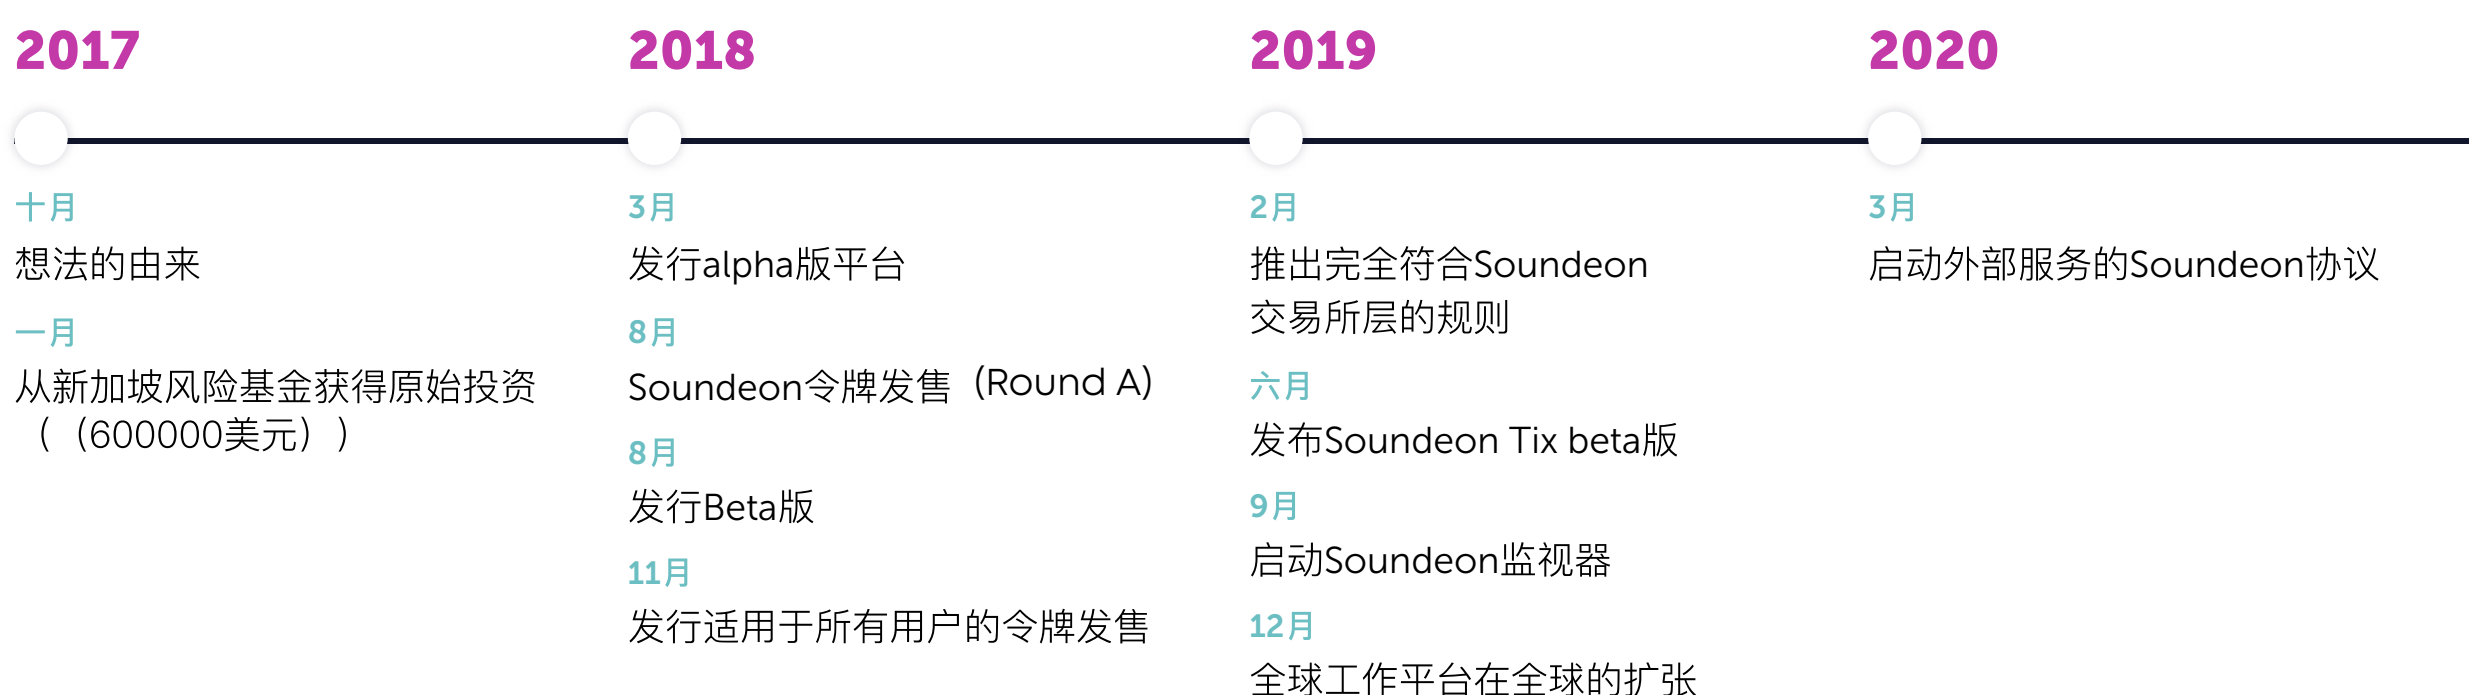 2017
十月
想法的由来
一月
从新加坡风险基金获得原始投资
（（600000美元））
2018
3月
发行alpha版平台
8月
Soundeon令牌发售（Round A)
8月
发行Beta版
11月
发行适用于所有用户的令牌发售
2019
2月
推出完全符合Soundeon
交易所层的规则
六月
发布Soundeon Tix beta版
9月
启动Soundeon监视器
12月
全球工作平台在全球的扩张
2020
3月
启动外部服务的Soundeon协议